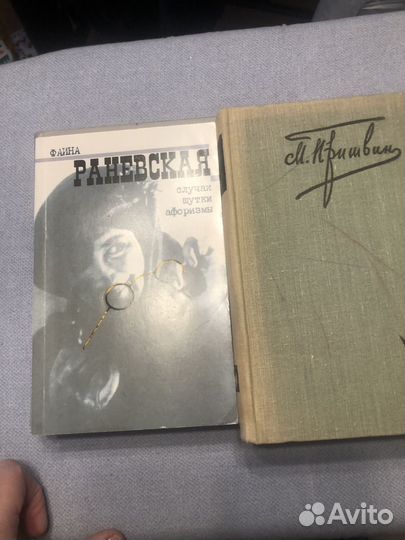 ФАИНА
РАНЕВСКАЯ
случаи
шутки
афоризмы
М. Пришвин
Avito